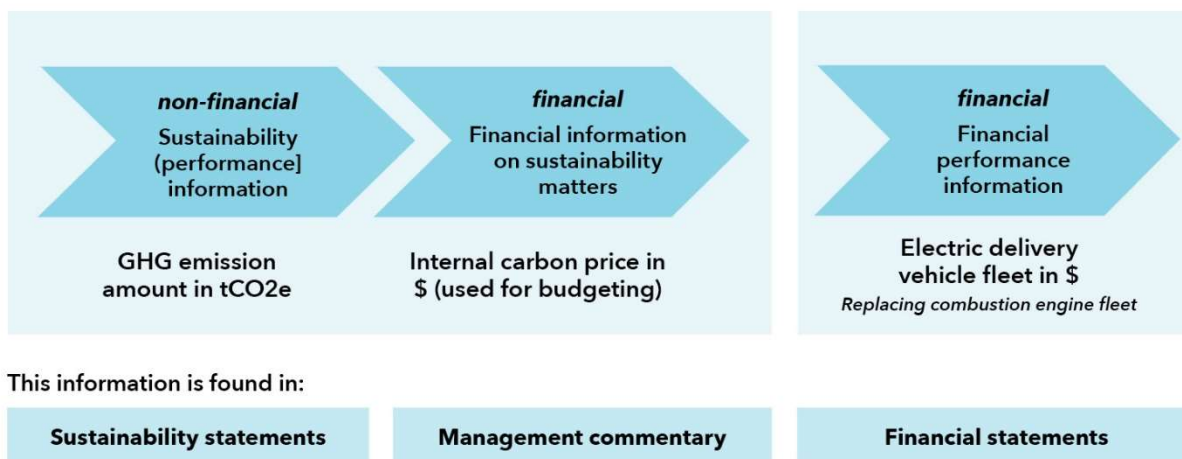 non-financial
Sustainability
(performance]
information
financial
Financial information
on sustainability
matters
financial
Financial
performance
information
GHG emission
amount in tCO2e
Internal carbon price in
$ (used for budgeting)
Electric delivery
vehicle fleet in $
Replacing combustion engine fleet
This information is found in:
Sustainability statements
Management commentary
Financial statements